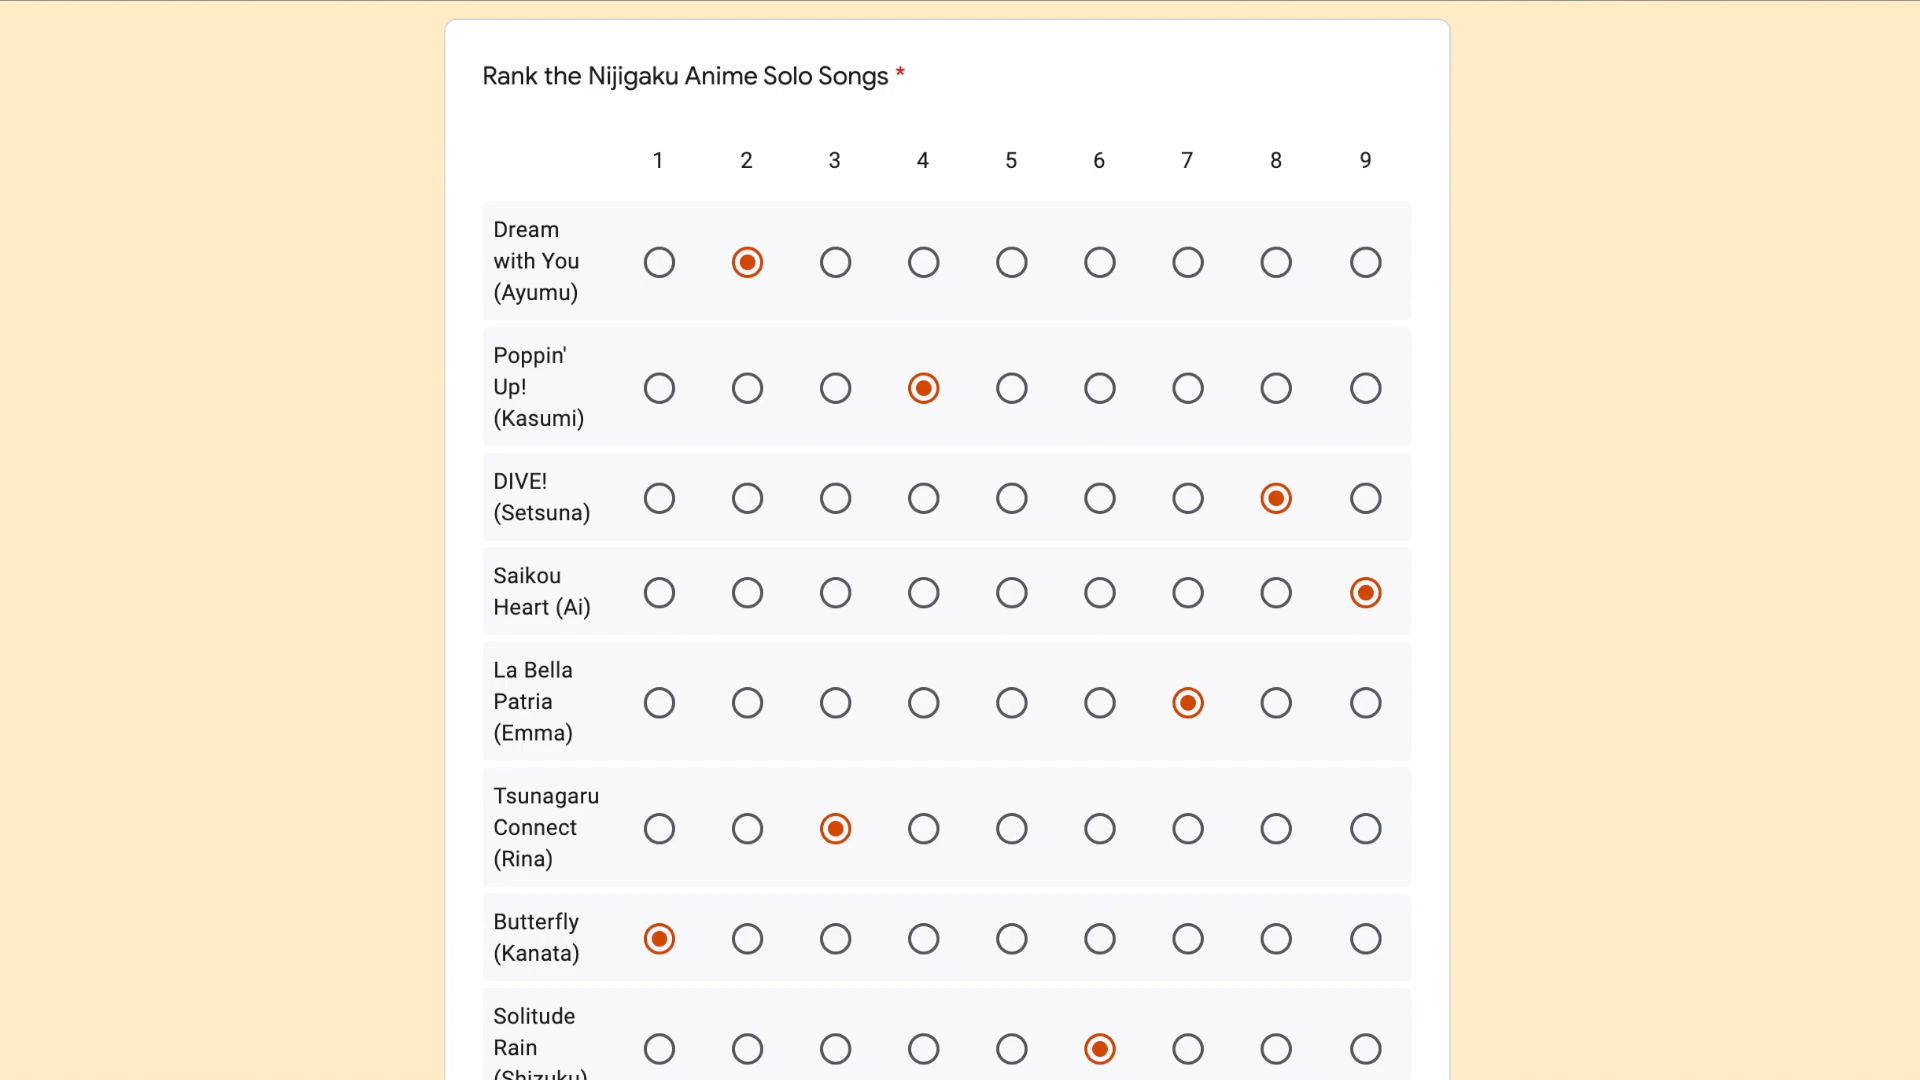 Rank the Nijigaku Anime Solo Songs *
1 2 3 4 5 6 7 8 9
Dream
with You
(Ayumu)
Poppin'
Up!
(Kasumi)
DIVE!
(Setsuna)
Saikou
Heart (Ai)
La Bella
Patria
(Emma)
Tsunagaru
Connect
(Rina)
Butterfly
(Kanata)
Solitude
Rain
(Shizuku)